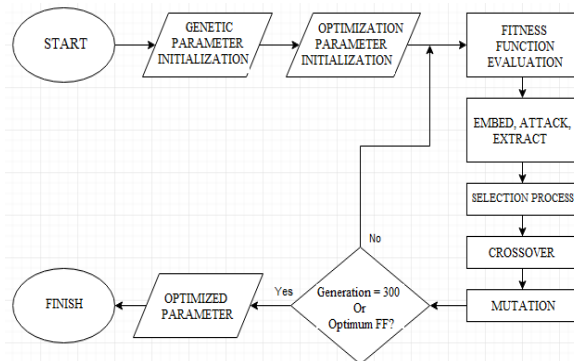 START
GENETIC
PARAMETER
INITIALIZATION
OPTIMIZATION
PARAMETER
INITIALIZATION
FITNESS
FUNCTION
EVALUATION
EMBED, ATTACK,
EXTRACT
SELECTION PROCESS
CROSSOVER
MUTATION
Generation = 300
Or
Optimum FF?
No
Yes
OPTIMIZED
PARAMETER
FINISH